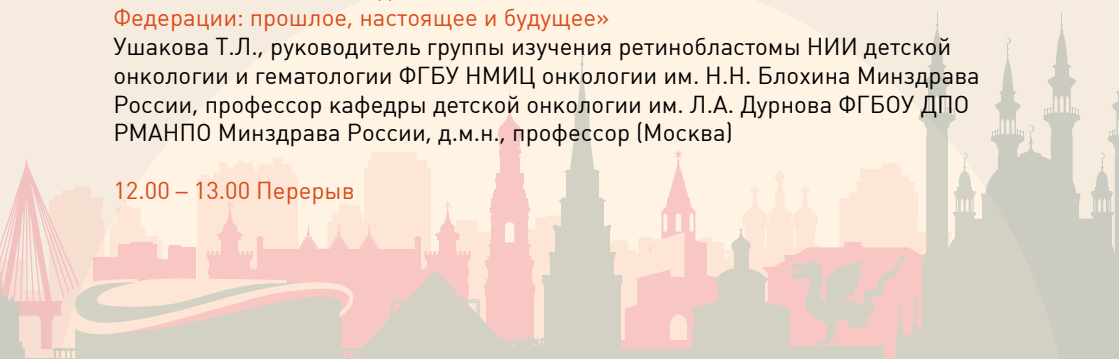 Федерации: прошлое, настоящее и будущее»
Ушакова Т.Л., руководитель группы изучения ретинобластомы НИИ детской
онкологии и гематологии ФГБУ НМИЦ онкологии им. Н.Н. Блохина Минздрава
России, профессор кафедры детской онкологии им. Л.А. Дурнова ФГБОУ ДПО
РМАНПО Минздрава России, д.м.н., профессор (Москва)
12.00 – 13.00 Перерыв